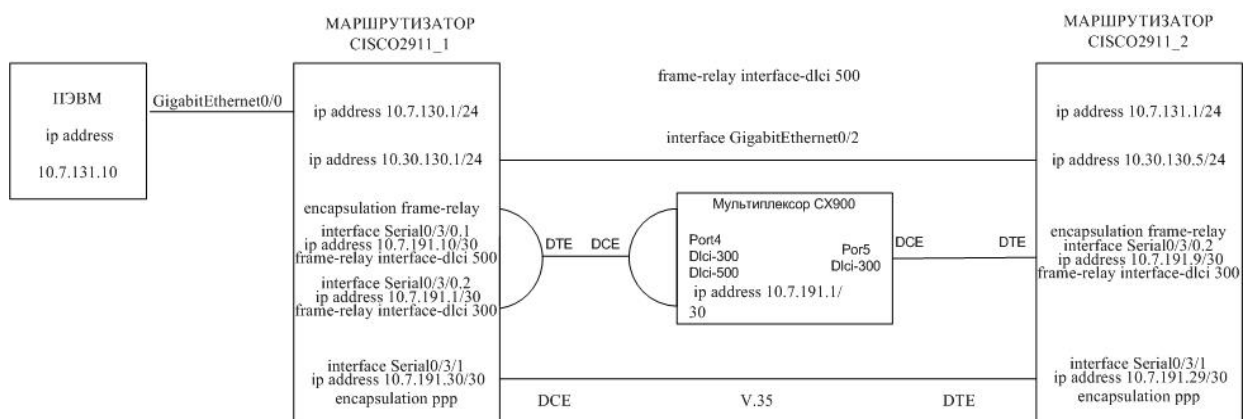 МАРШРУТИЗАТОР
CISCO2911_1
МАРШРУТИЗАТОР
CISCO2911_2
ПЭВМ
ip address
10.7.131.10
GigabitEthernet0/0
ip address 10.7.130.1/24
ip address 10.30.130.1/24
encapsulation frame-relay
interface Serial0/3/0.1
ip address 10.7.191.10/30
frame-relay interface-dlci 500
interface Serial0/3/0.2
ip address 10.7.191.1/30
frame-relay interface-dlci 300
interface Serial0/3/1
ip address 10.7.191.30/30
encapsulation ppp
frame-relay interface-dlci 500
interface GigabitEthernet0/2
DTE
DCE
Мультиплексор CX900
Port4
Dlci-300
Dlci-500
Por5
Dlci-300
ip address 10.7.191.1/
30
DCE
DTE
DCE
V.35
DTE
ip address 10.7.131.1/24
ip address 10.30.130.5/24
encapsulation frame-relay
interface Serial0/3/0.2
ip address 10.7.191.9/30
frame-relay interface-dlci 300
interface Serial0/3/1
ip address 10.7.191.29/30
encapsulation ppp